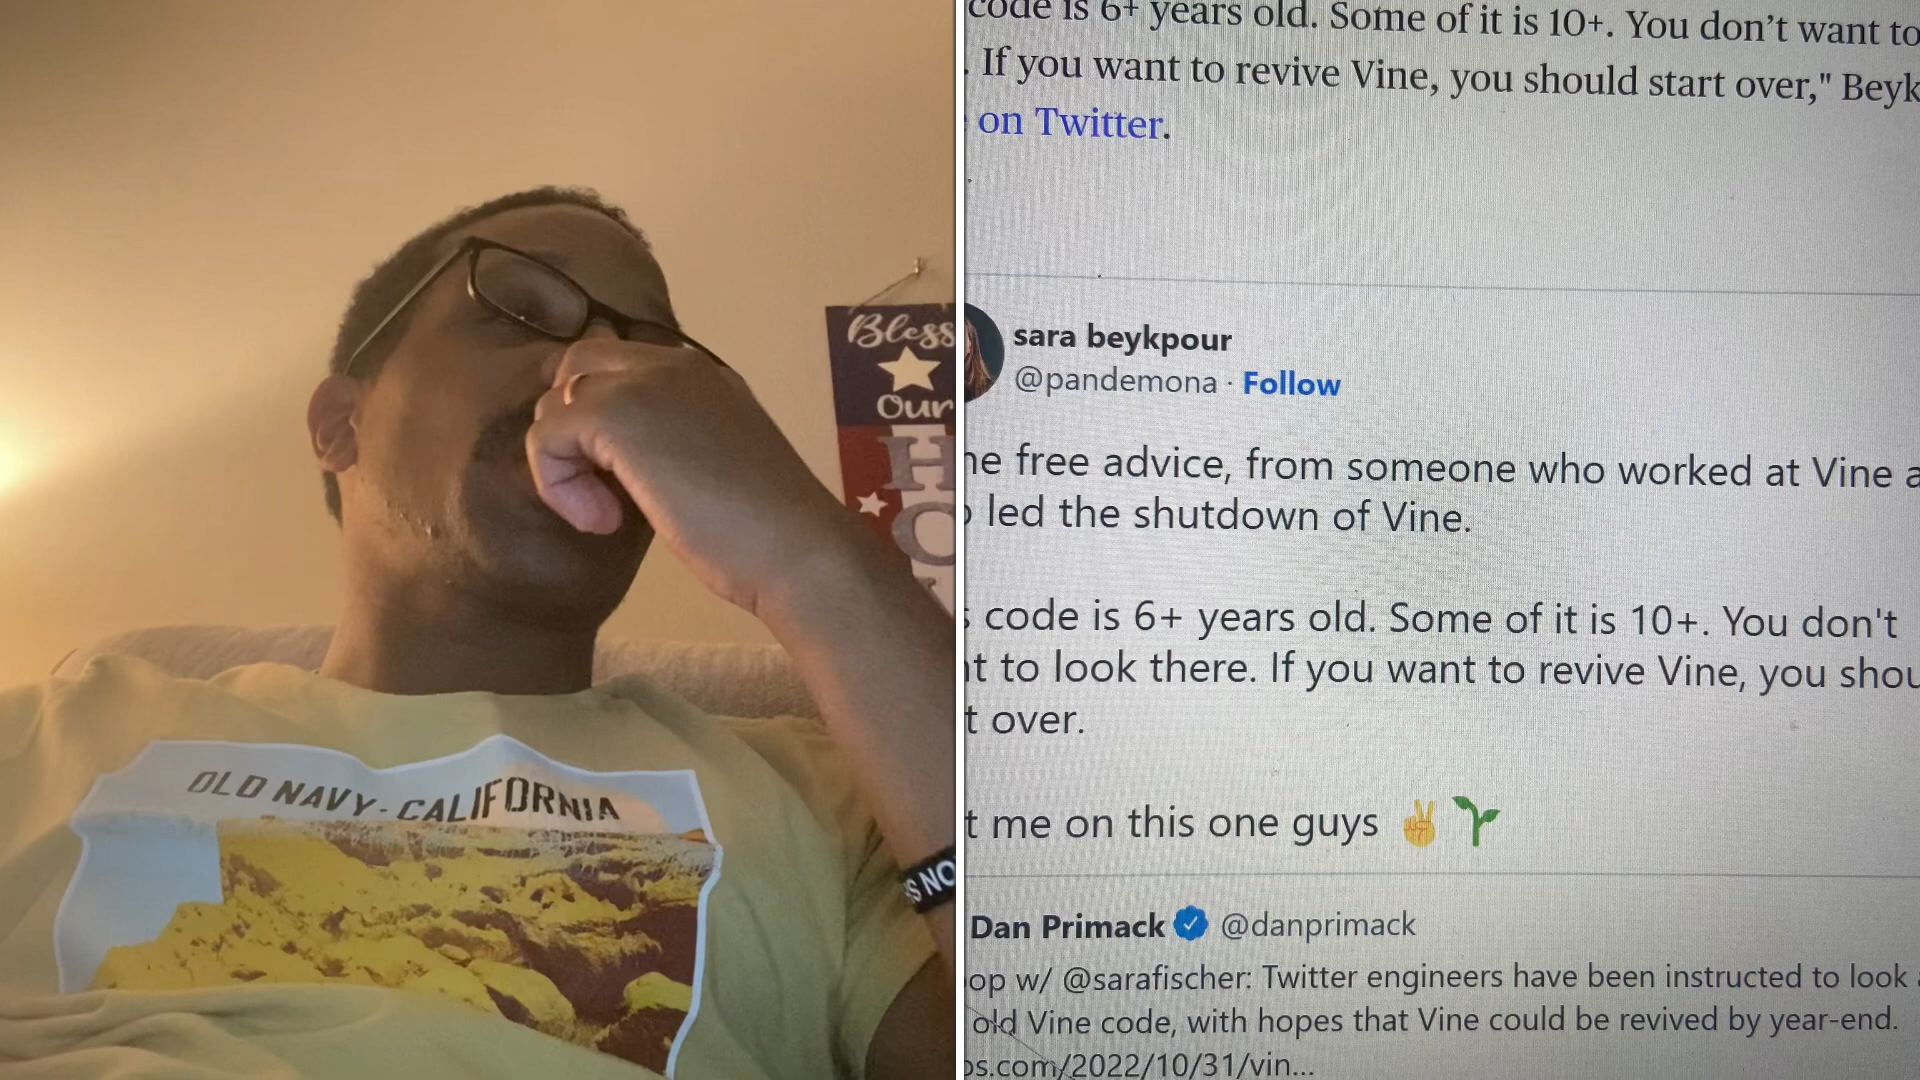 Bless
Our
H
O
OLD NAVY-CALIFORNIA
S NO
code is 6+ years old. Some of it is 10+. You don’t want to
. If you want to revive Vine, you should start over," Beyk
on Twitter.
sara beykpour
@pandemona · Follow
free advice, from someone who worked at Vine a
led the shutdown of Vine.
code is 6+ years old. Some of it is 10+. You don't
to look there. If you want to revive Vine, you shou
t over.
t me on this one guys ✌️ 🌱
Dan Primack @danprimack
op w/ @sarafischer: Twitter engineers have been instructed to look
old Vine code, with hopes that Vine could be revived by year-end.
os.com/2022/10/31/vin...